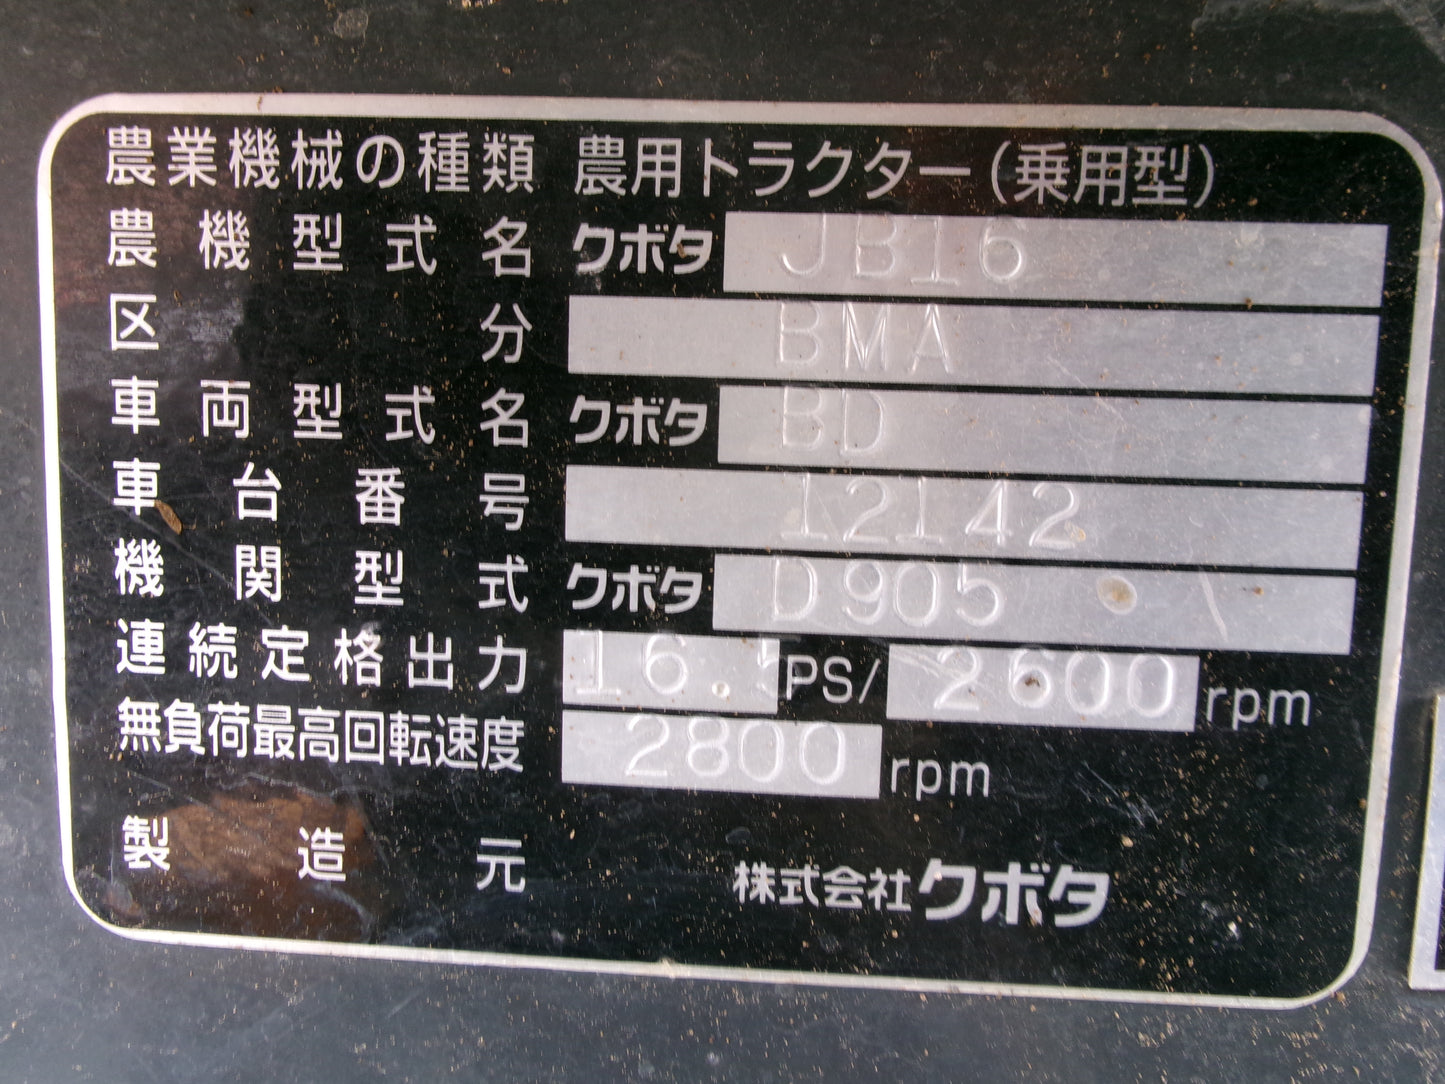 農業機械の種類 農用トラクター(乗用型)
農機型式名 クボタ JB16
区分 BMA
車両型式名 クボタ BD
車台番号 12142
機関型式 クボタ D905
連続定格出力 16. PS/2600rpm
無負荷最高回転速度 2800rpm
製造元 株式会社クボタ